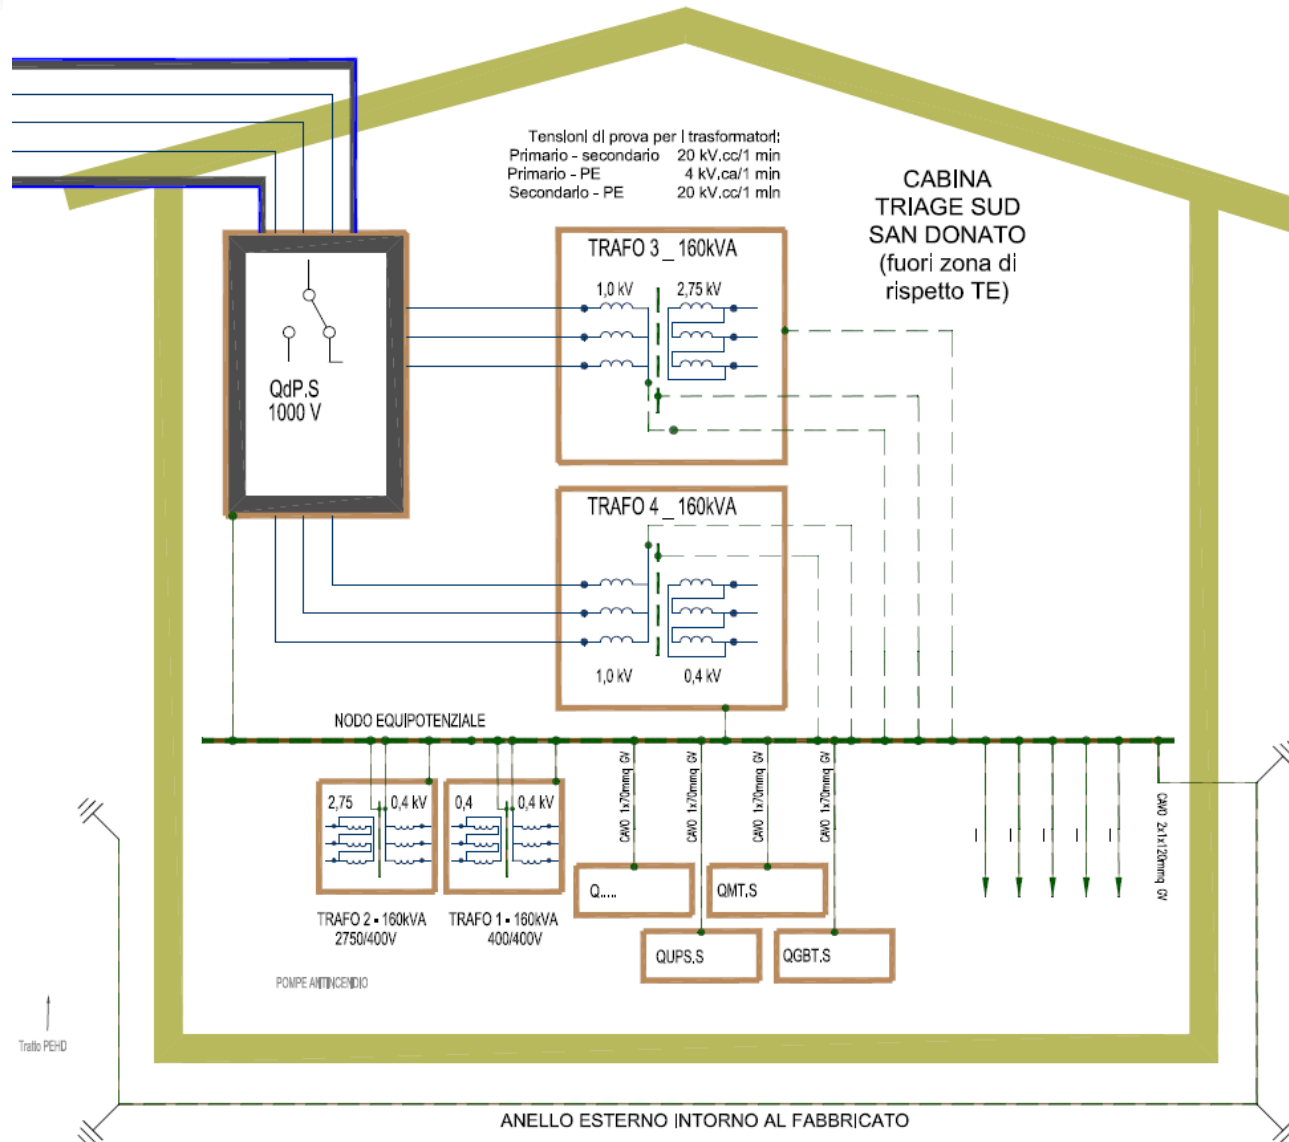 Tensioni di prova per i trasformatori:
Primario - secondario 20 kV.cc/1 min
Primario - PE 4 kV.ca/1 min
Secondario - PE 20 kV.cc/1 min
CABINA
TRIAGE SUD
SAN DONATO
(fuori zona di
rispetto TE)
TRAFO 3 _ 160kVA
1,0 kV 2,75 kV
QdP.S
1000 V
TRAFO 4 _ 160kVA
1,0 kV 0,4 kV
NODO EQUIPOTENZIALE
2,75 0,4 kV
0,4 0,4 kV
CAVO 1x70mmq GV
CAVO 1x70mmq GV
CAVO 1x70mmq GV
CAVO 1x70mmq GV
CAVO 2x1x120mmq GV
Q.....
QMT.S
TRAFO 2 - 160kVA
2750/400V
TRAFO 1 - 160kVA
400/400V
QUPS.S
QGBT.S
POMPE ANTINCENDIO
Tratto PEHD
ANELLO ESTERNO INTORNO AL FABBRICATO